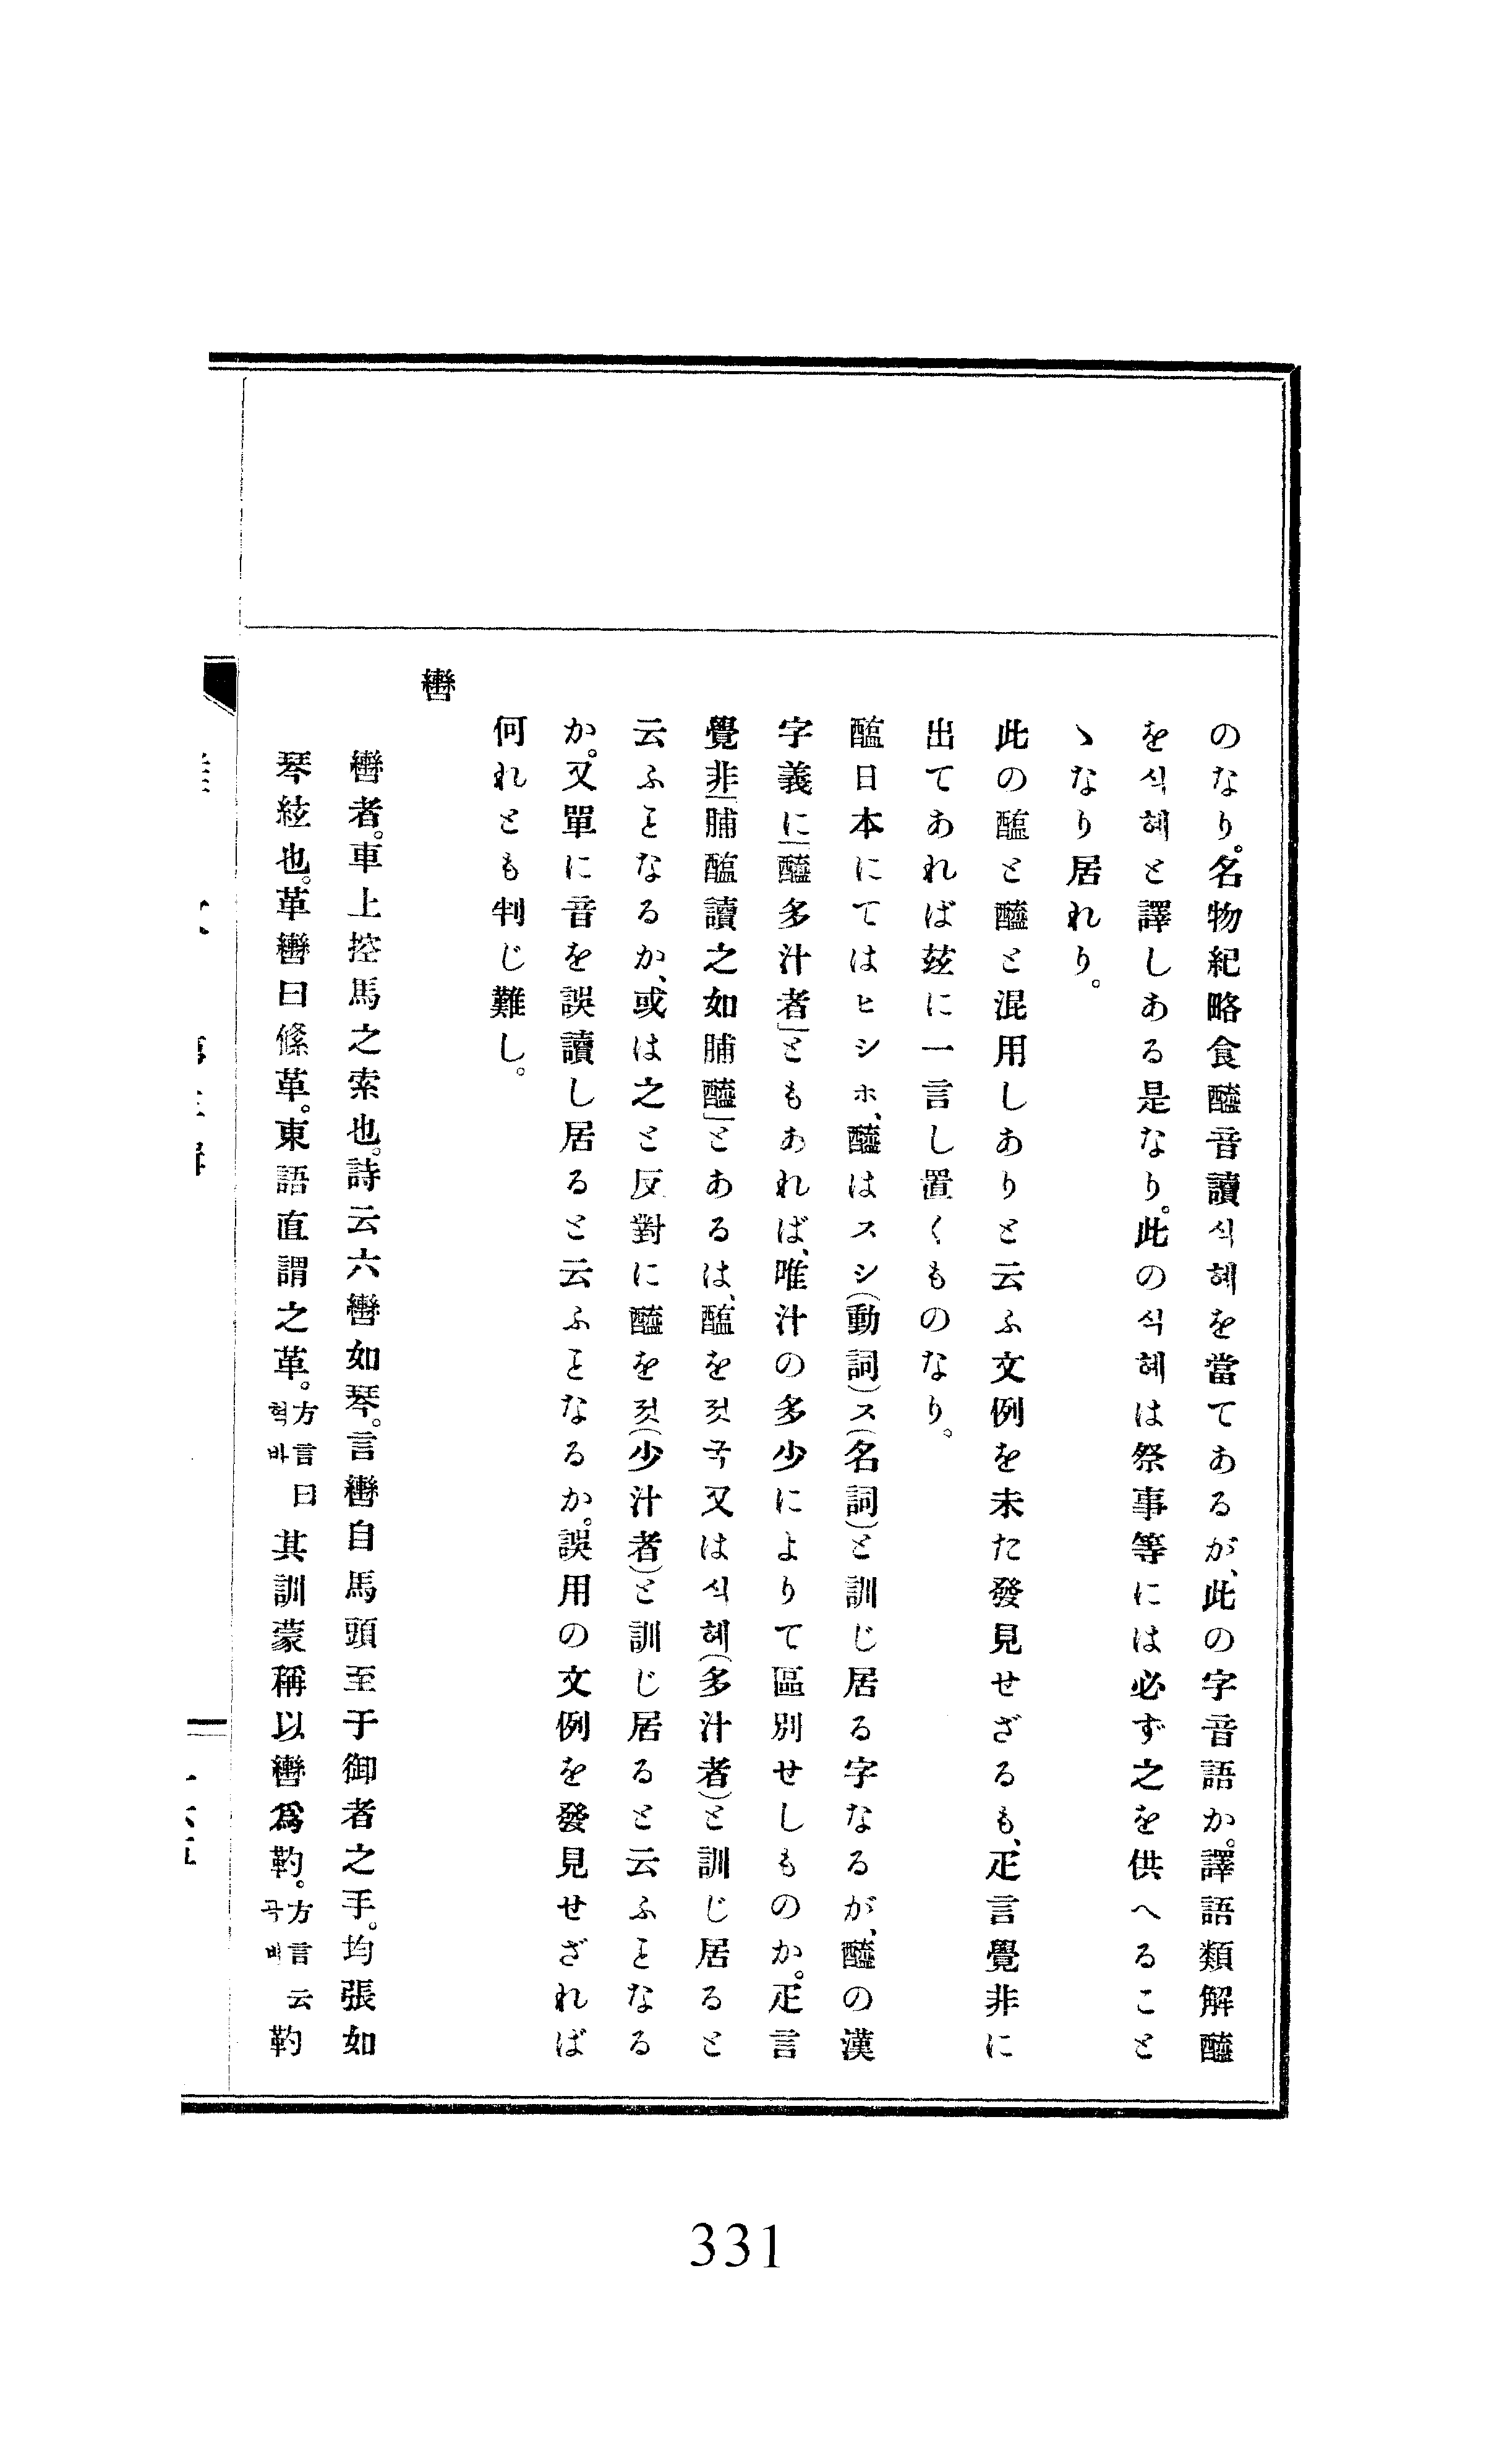 のなり。名物紀略食醯音讀식혜を當てあるが、此の字音語か。譯語類解醯
を식혜と譯しある是なり。此の식혜は祭事等には必ず之を供へること
ゝなり居れり。
此の醢と醯と混用しありと云ふ文例を未た發見せざるも、疋言覺非に
出てあれば玆に一言し置くものなり。
醢日本にてはヒシホ、醯はスシ(動詞)ス(名詞)と訓じ居る字なるが、醯の漢
字義に「醯多汁者」ともあれば、唯汁の多少によりて區別せしものか。疋言
覺非「脯醢讀之如脯醯」とあるは、醢を젓국又は식혜(多汁者)と訓じ居ると
云ふヿなるか、或は之と反對に醯を젓(少汁者)と訓じ居ると云ふヿなる
か。又單に音を誤讀し居ると云ふヿなるか。誤用の文例を發見せざれば
何れとも判じ難し。
轡
轡者。車上控馬之索也。詩云六轡如琴。言轡自馬頭至于御者之手。均張如
琴絃也。革轡曰鞗革。東語直謂之革。方言曰혁바 其訓蒙稱以轡爲靮。方言云곡비 靮
331